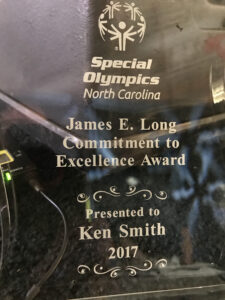 Special
Olympics
North Carolina
James E. Long
Commitment to
Excellence Award
Presented to
Ken Smith
2017